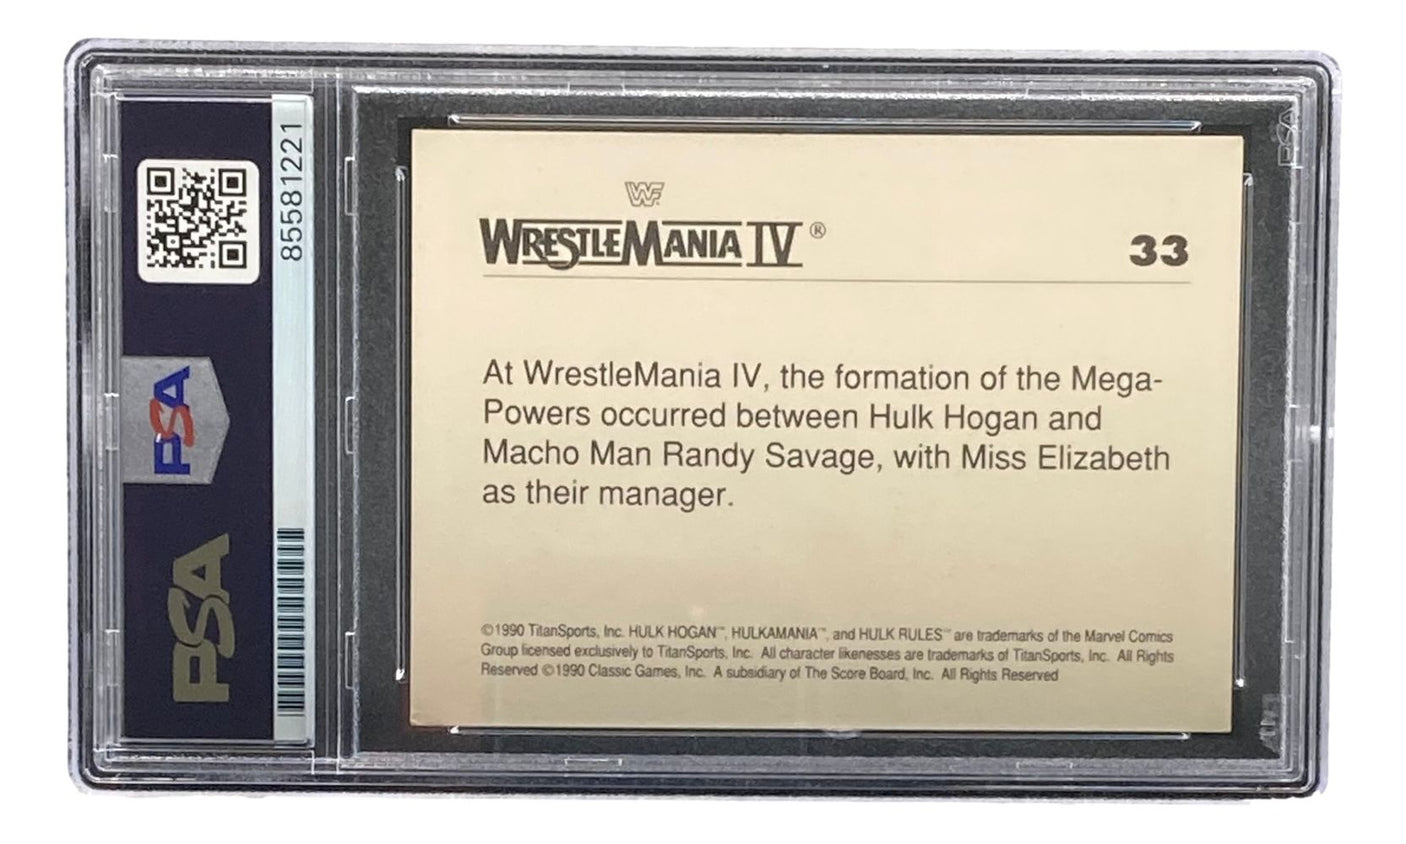 85581221
PSA
PSA
WF
WRESTLEMANIA IV®
33
At WrestleMania IV, the formation of the Mega-
Powers occurred between Hulk Hogan and
Macho Man Randy Savage, with Miss Elizabeth
as their manager.
©1990 TitanSports, Inc. HULK HOGAN™, HULKAMANIA™, and HULK RULES™ are trademarks of the Marvel Comics
Group licensed exclusively to TitanSports, Inc. All character likenesses are trademarks of TitanSports, Inc. All Rights
Reserved ©1990 Classic Games, Inc. A subsidiary of The Score Board, Inc. All Rights Reserved
PSA